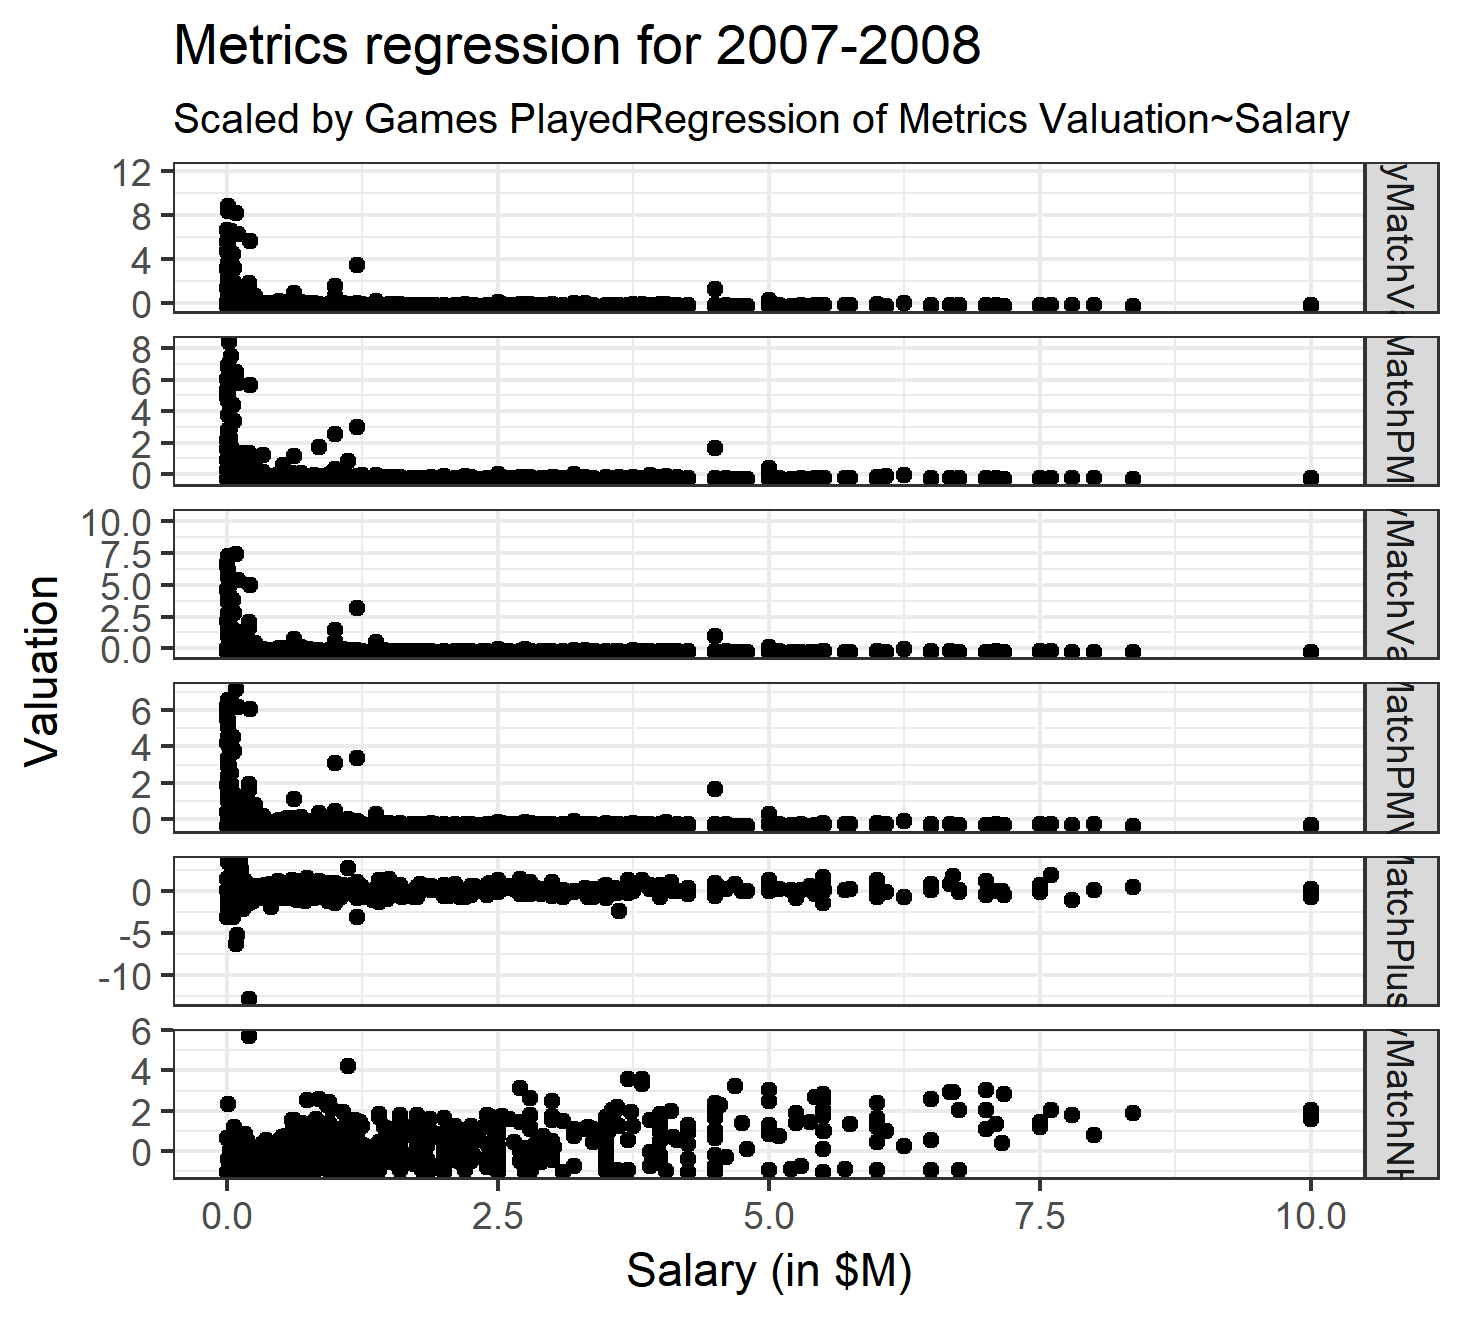 Metrics regression for 2007-2008
Scaled by Games PlayedRegression of Metrics Valuation~Salary
12
8
4
0
yMatchV
8
6
4
2
0
MatchPM
10.0
7.5
5.0
2.5
0.0
yMatchVa
6
4
2
0
MatchPMV
0
-5
-10
MatchPlus
6
4
2
0
yMatchNH
Valuation
0.0 2.5 5.0 7.5 10.0
Salary (in $M)